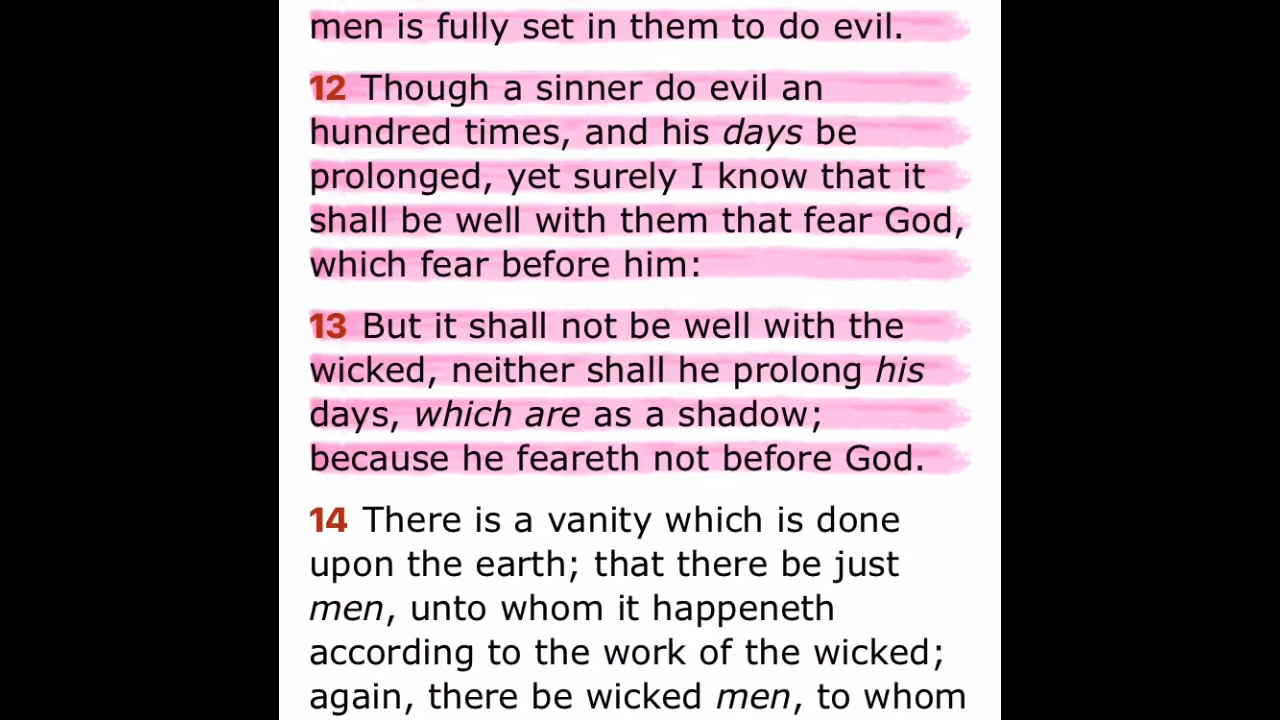 men is fully set in them to do evil.
12 Though a sinner do evil an
hundred times, and his days be
prolonged, yet surely I know that it
shall be well with them that fear God,
which fear before him:
13 But it shall not be well with the
wicked, neither shall he prolong his
days, which are as a shadow;
because he feareth not before God.
14 There is a vanity which is done
upon the earth; that there be just
men, unto whom it happeneth
according to the work of the wicked;
again, there be wicked men, to whom